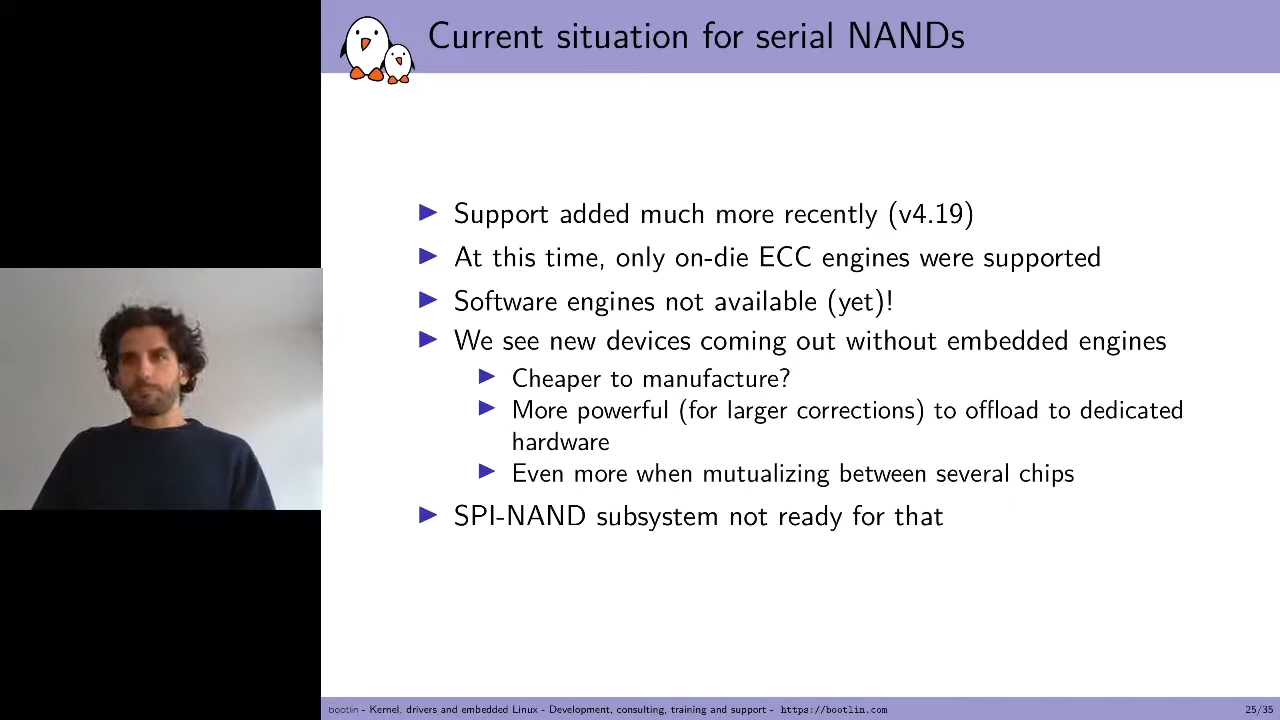 Current situation for serial NANDs
▶ Support added much more recently (v4.19)
▶ At this time, only on-die ECC engines were supported
▶ Software engines not available (yet)!
▶ We see new devices coming out without embedded engines
▶ Cheaper to manufacture?
▶ More powerful (for larger corrections) to offload to dedicated
hardware
▶ Even more when mutualizing between several chips
▶ SPI-NAND subsystem not ready for that
bootlin - Kernel, drivers and embedded Linux - Development, consulting, training and support - https://bootlin.com 25/35